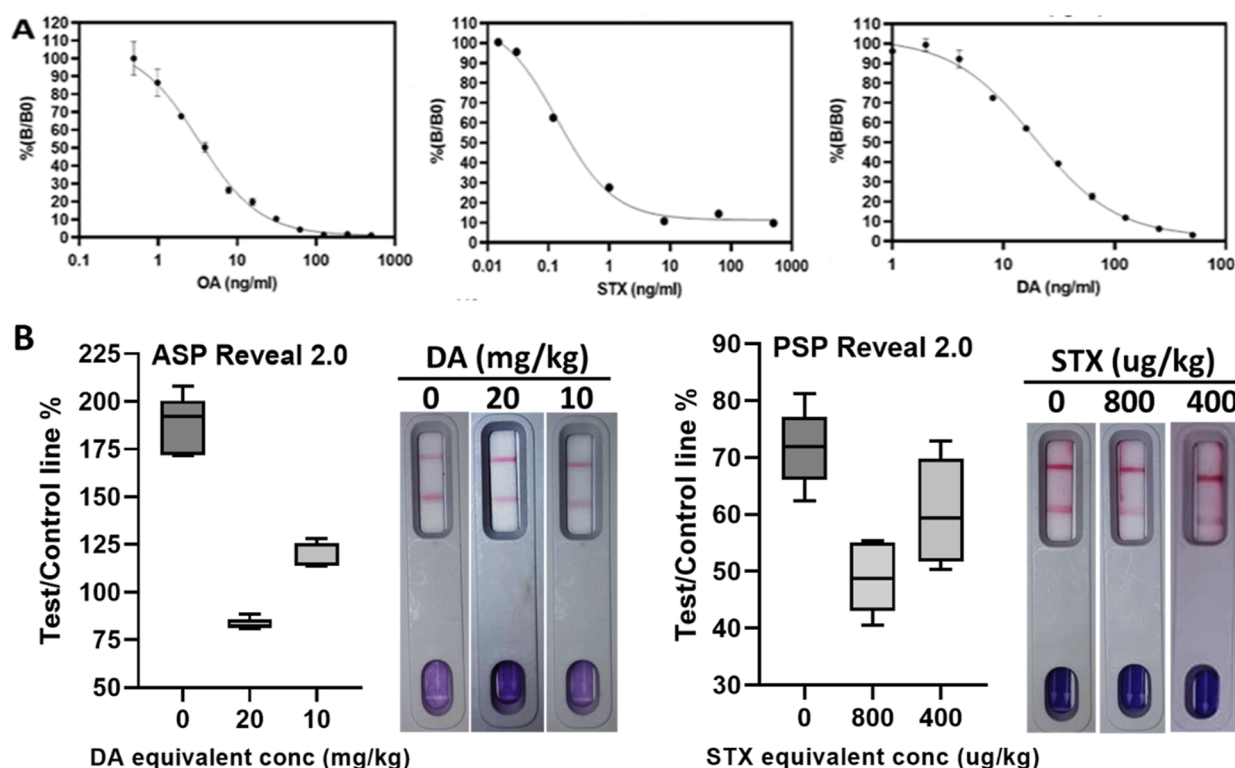 A
120
110
100
90
80
70
60
50
40
30
20
10
0
%(B/B0)
0.1 1 10 100 1000
OA (ng/ml)
110
100
90
80
70
60
50
40
30
20
10
0
%(B/B0)
0.01 0.1 1 10 100 1000
STX (ng/ml)
110
100
90
80
70
60
50
40
30
20
10
0
%(B/B0)
1 10 100 100
DA (ng/ml)
B
ASP Reveal 2.0
225
200
175
150
125
100
75
50
Test/Control line %
0 20 10
DA equivalent conc (mg/kg)
DA (mg/kg)
0 20 10
PSP Reveal 2.0
90
80
70
60
50
40
30
Test/Control line %
0 800 400
STX equivalent conc (ug/kg)
STX (ug/kg)
0 800 400